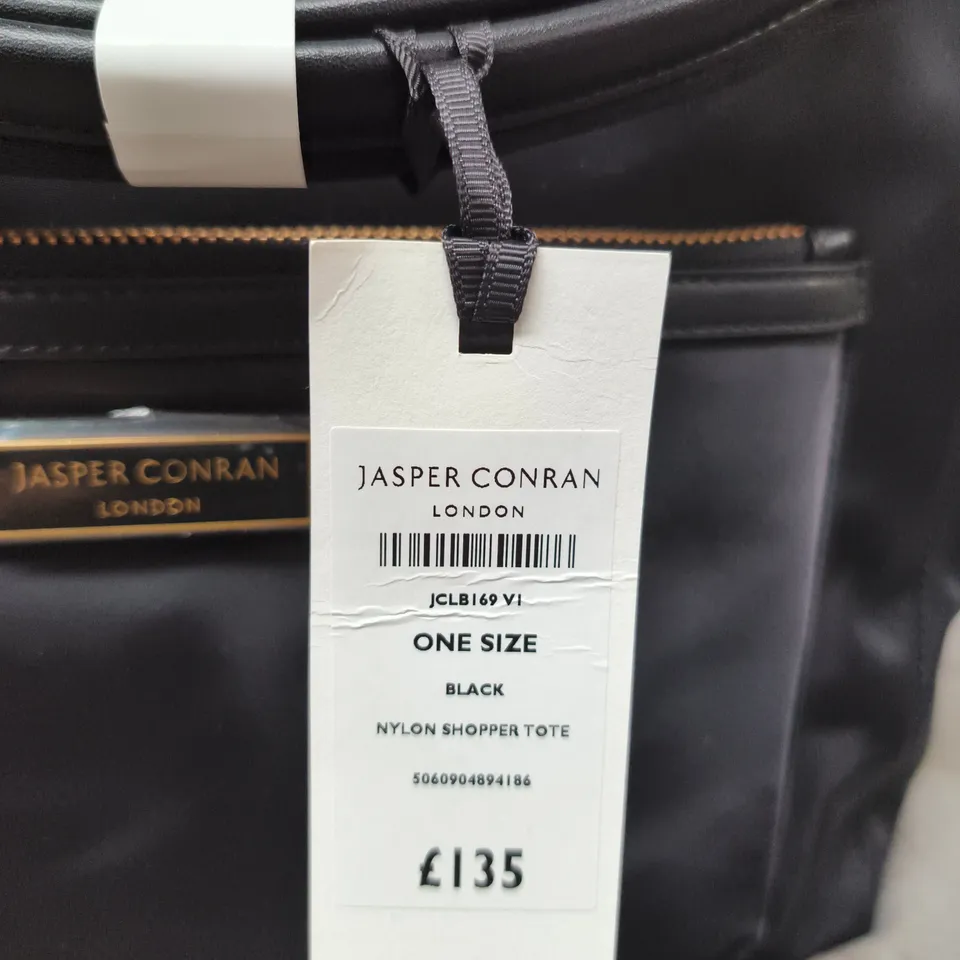 JASPER CONRAN
LONDON
JASPER CONRAN
LONDON
JCLB169 V1
ONE SIZE
BLACK
NYLON SHOPPER TOTE
5060904894186
£135